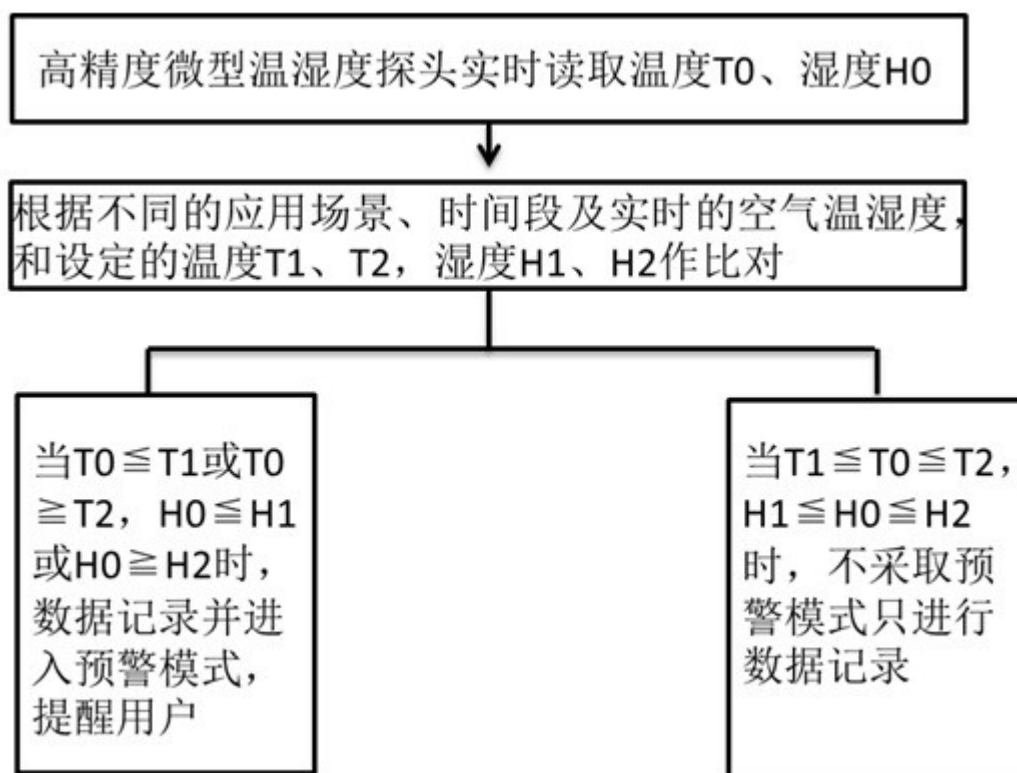 高精度微型温湿度探头实时读取温度T0、湿度H0
根据不同的应用场景、时间段及实时的空气温湿度，
和设定的温度T1、T2，湿度H1、H2作比对
当T0≦T1或T0
≧T2，H0≦H1
或H0≧H2时，
数据记录并进
入预警模式，
提醒用户
当T1≦T0≦T2，
H1≦H0≦H2
时，不采取预
警模式只进行
数据记录